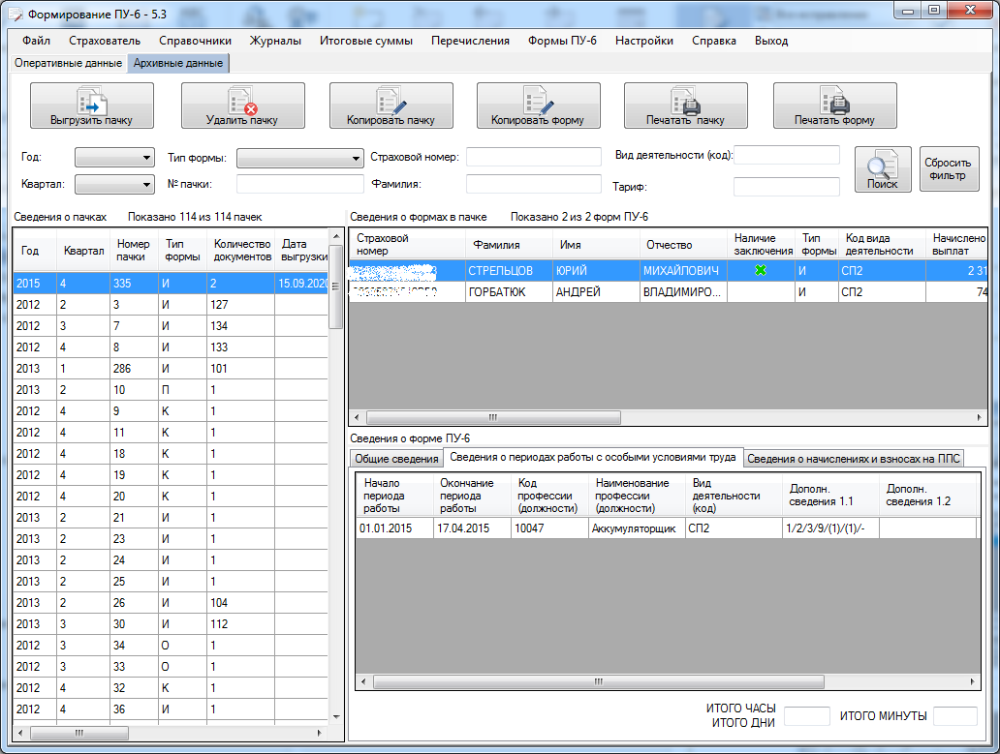 Формирование ПУ-6 - 5.3
Файл Страхователь Справочники Журналы Итоговые суммы Перечисления Формы ПУ-6 Настройки Справка Выход
Оперативные данные Архивные данные
Выгрузить пачку Удалить пачку Копировать пачку Копировать форму Печатать пачку Печатать форму
Год: Тип формы: Страховой номер: Вид деятельности (код):
Квартал: № пачки: Фамилия: Тариф:
Поиск
Сбросить
фильтр
Сведения о пачках Показано 114 из 114 пачек
Год Квартал Номер пачки Тип формы Количество документов Дата выгрузки
2015 4 335 И 2 15.09.2020
2012 2 3 И 127
2012 3 7 И 134
2012 4 8 И 133
2013 1 286 И 101
2013 2 10 П 1
2012 4 9 К 1
2012 4 11 К 1
2012 4 18 К 1
2012 4 19 К 1
2012 4 20 К 1
2013 2 21 И 1
2013 2 23 И 1
2013 2 24 И 1
2013 2 25 И 1
2013 2 26 И 104
2013 3 30 И 112
2012 3 34 О 1
2012 3 33 О 1
2012 4 32 К 1
2012 4 36 И 1
Сведения о формах в пачке Показано 2 из 2 форм ПУ-6
Страховой номер Фамилия Имя Отчество Наличие заключения Тип формы Код вида деятельности Начислено выплат
СТРЕЛЬЦОВ ЮРИЙ МИХАЙЛОВИЧ И СП2 2 31
ГОРБАТЮК АНДРЕЙ ВЛАДИМИРО... И СП2 74
Сведения о форме ПУ-6
Общие сведения Сведения о периодах работы с особыми условиями труда Сведения о начислениях и взносах на ППС
Начало периода работы Окончание периода работы Код профессии (должности) Наименование профессии (должности) Вид деятельности (код) Дополн. сведения 1.1 Дополн. сведения 1.2
01.01.2015 17.04.2015 10047 Аккумуляторщик СП2 1/2/3/9/(1)/(1)/-
ИТОГО ЧАСЫ
ИТОГО ДНИ
ИТОГО МИНУТЫ